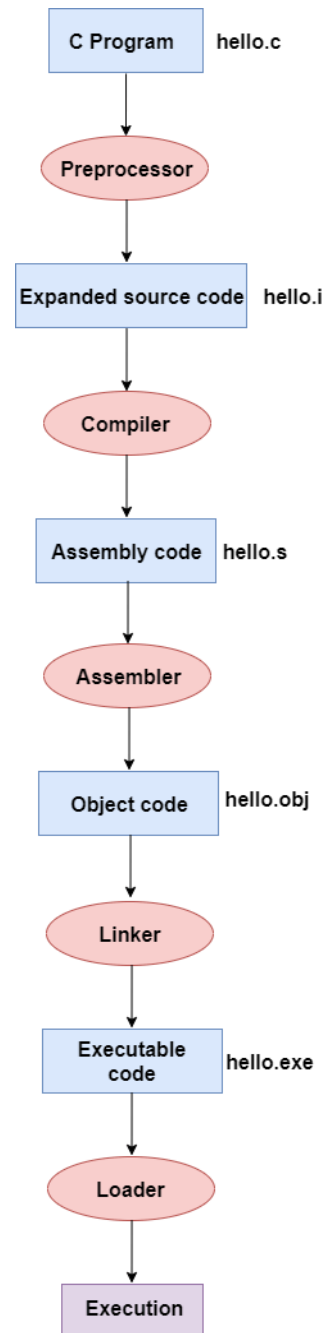 C Program hello.c
Preprocessor
Expanded source code hello.i
Compiler
Assembly code hello.s
Assembler
Object code hello.obj
Linker
Executable
code hello.exe
Loader
Execution